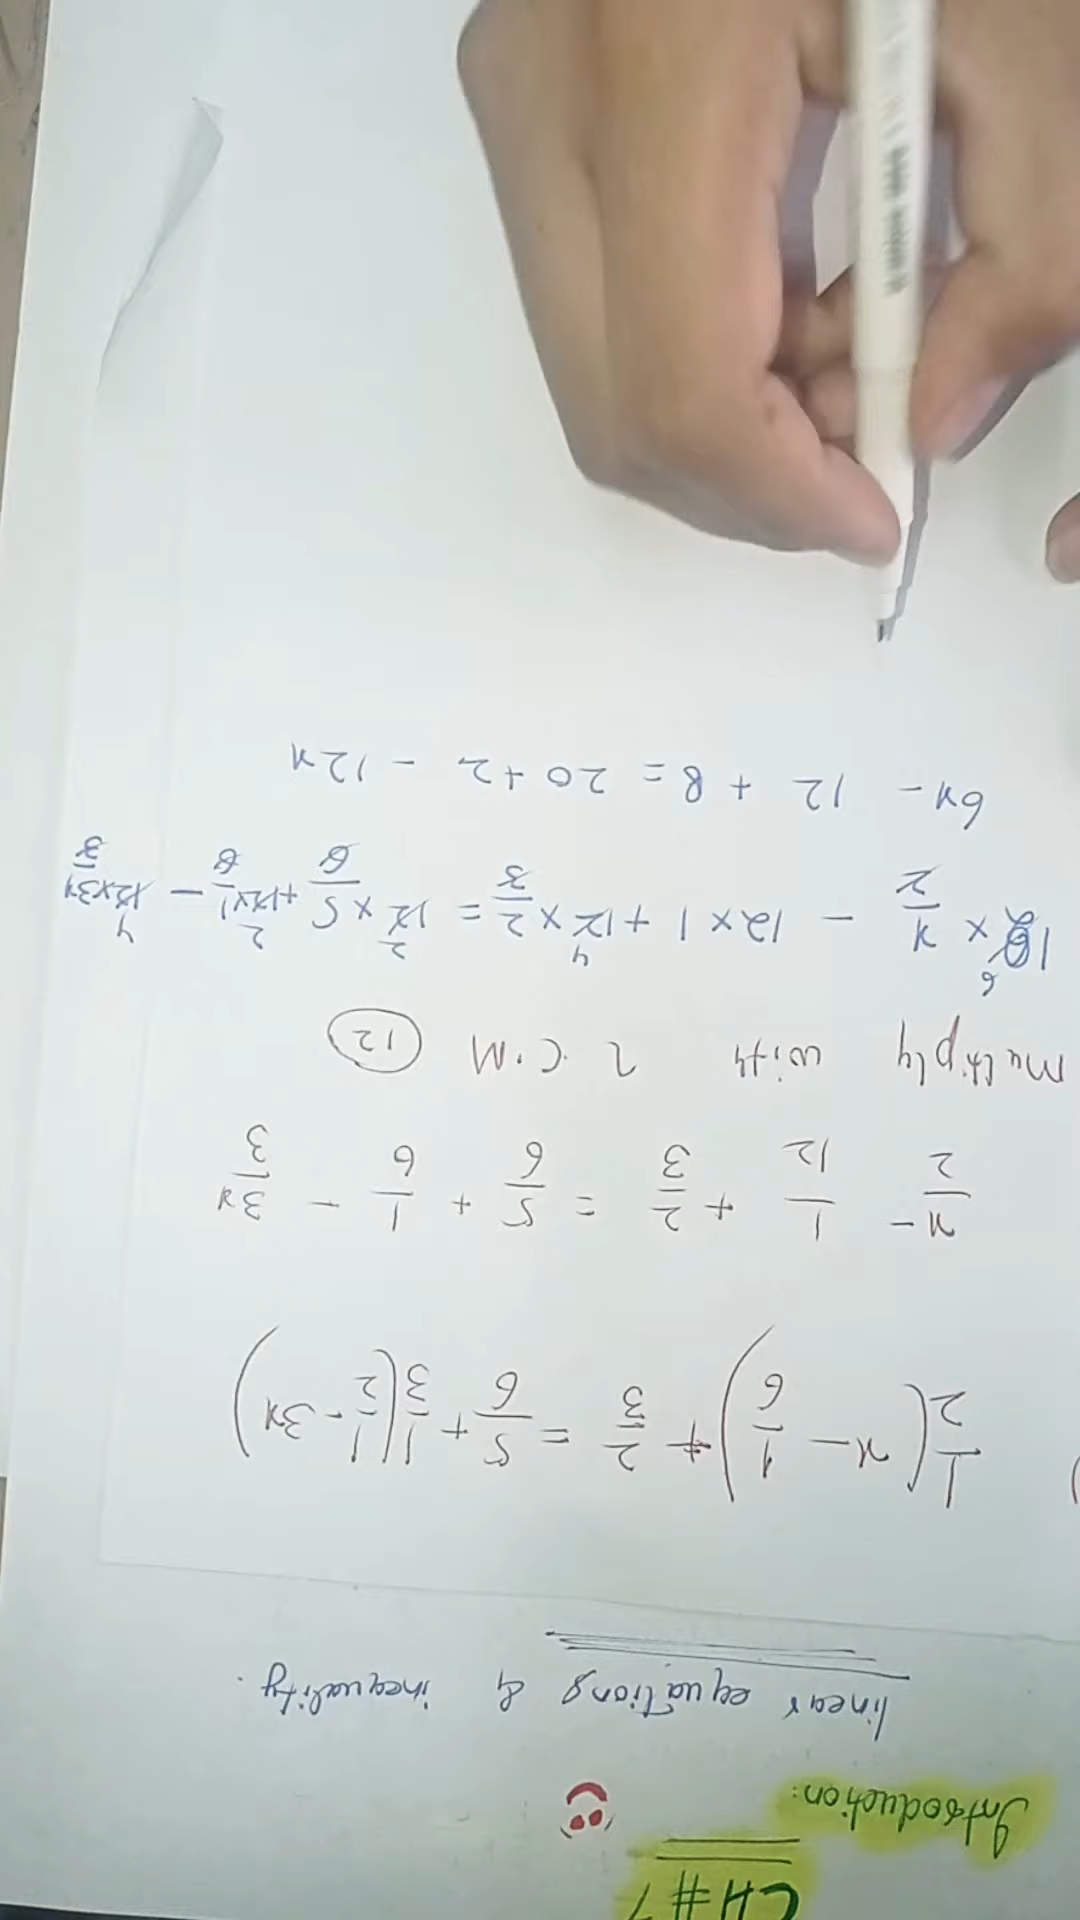 CH # 7
Introduction:
linear equations & inequality.
1/2 (x - 1/6) + 2/3 = 5/6 + 1/3 (1/2 - 3x)
x/2 - 1/12 + 2/3 = 5/6 + 1/6 - 3x/3
Multiply with L C.M 12
12 × x/2 - 12 × 1 + 12 × 2/3 = 12 × 5/6 + 12 × 1/6 - 12 × 3x/3
6x - 12 + 8 = 20 + 2 - 12x